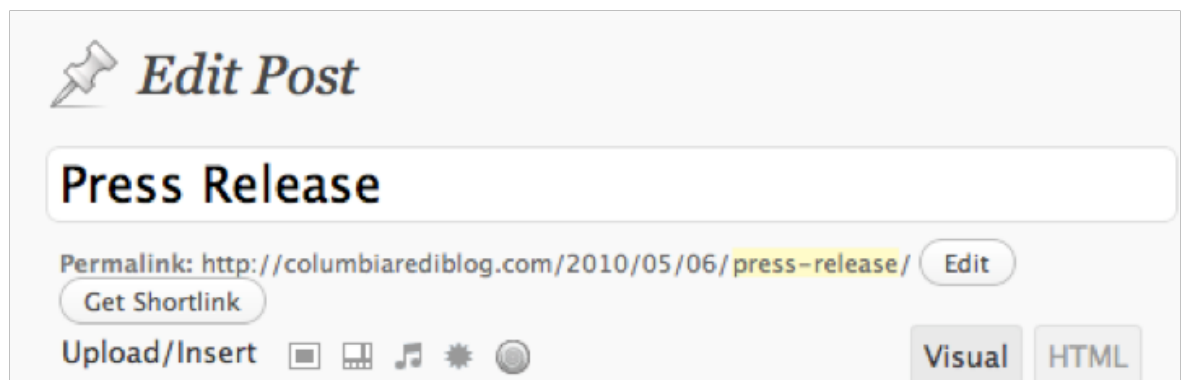 Edit Post
Press Release
Permalink: http://columbiarediblog.com/2010/05/06/press-release/ Edit
Get Shortlink
Upload/Insert Visual HTML